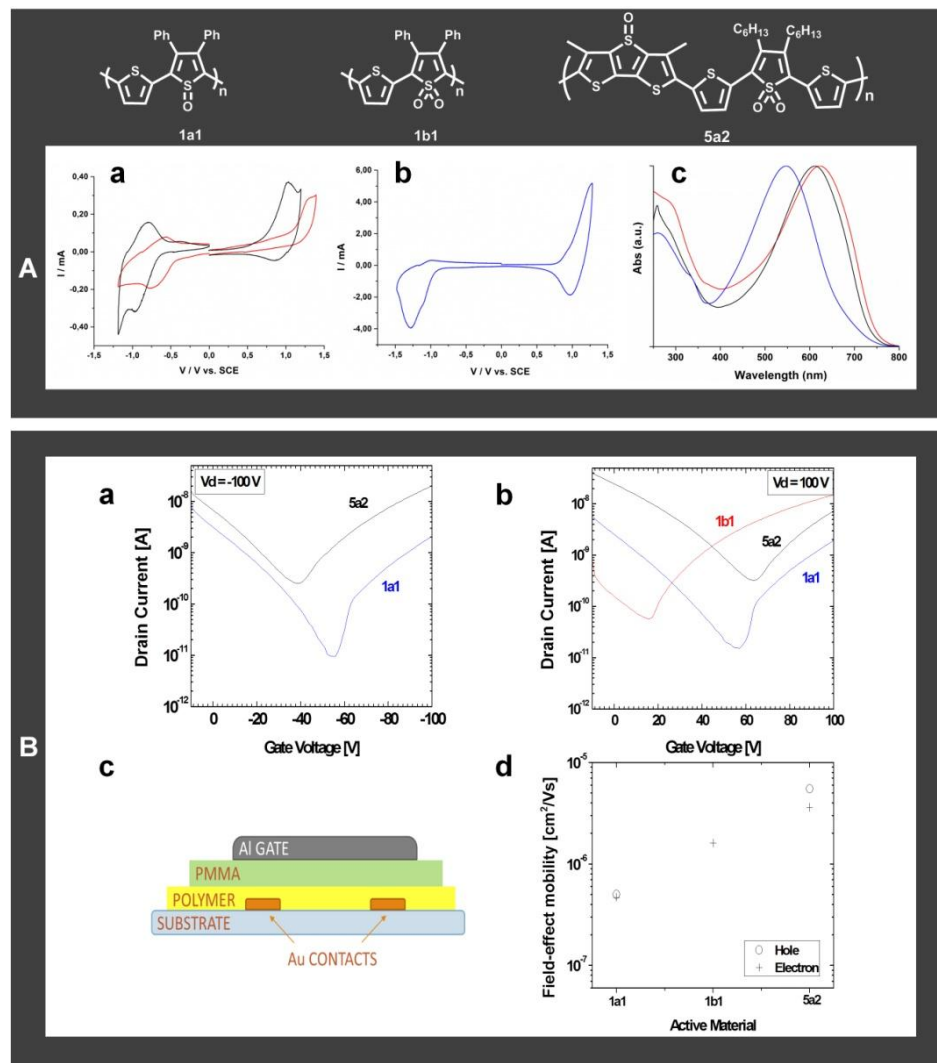 A
Ph Ph
S
S
O
n
1a1
Ph Ph
S
S
O O
n
1b1
O
S
S S
S
C6H13 C6H13
S
O O
S
n
5a2
A
a
0,40
0,20
0,00
-0,20
-0,40
I / mA
-1,5 -1,0 -0,5 0,0 0,5 1,0 1,5
V / V vs. SCE
b
6,00
4,00
2,00
0,00
-2,00
4,00
I / mA
-1,5 -1,0 -0,5 0,0 0,5 1,0 1,5
V / V vs. SCE
c
Abs (a.u.)
300 400 500 600 700 800
Wavelength (nm)
B
a
Vd = -100 V
5a2
1a1
10-8
10-9
10-10
10-11
10-12
Drain Current [A]
0 -20 -40 -60 -80 -100
Gate Voltage [V]
b
Vd = 100 V
1b1
5a2
1a1
10-8
10-9
10-10
10-11
10-12
Drain Current [A]
0 20 40 60 80 100
Gate Voltage [V]
c
Al GATE
PMMA
POLYMER
SUBSTRATE
Au CONTACTS
d
10-5
10-6
10-7
Field-effect mobility [cm2/Vs]
Hole
Electron
1a1 1b1 5a2
Active Material